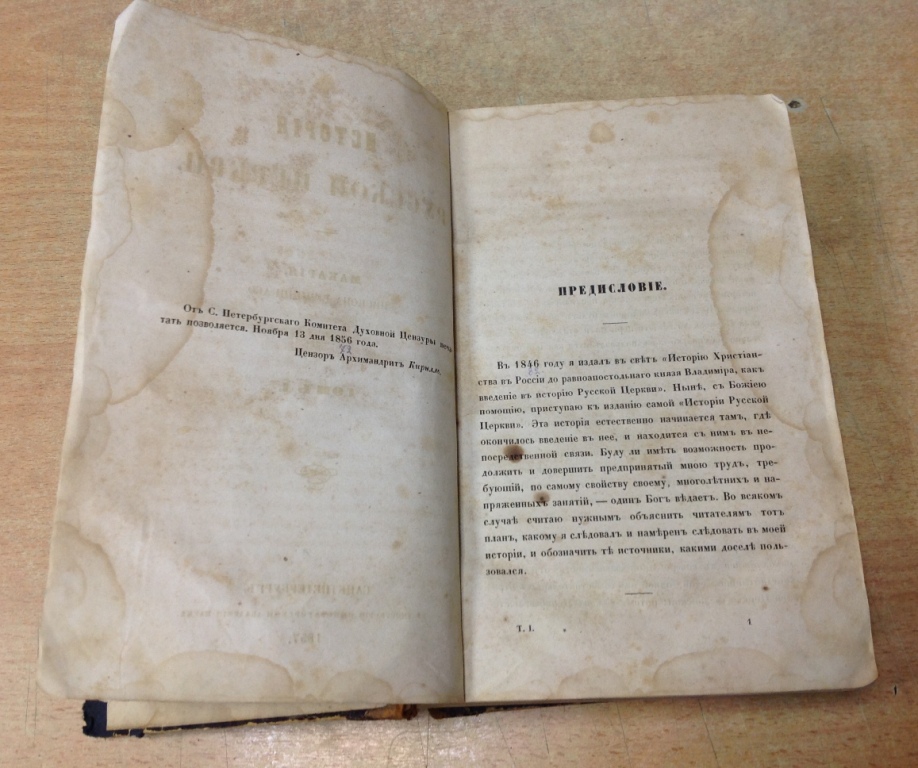 Отъ С. Петербургскаго Комитета Духовной Цензуры печа-
тать позволяется. Ноября 13 дня 1856 года.
Цензоръ Архимандритъ Кириллъ.
ПРЕДИСЛОВІЕ.
Въ 1846 году я издалъ въ свѣтъ «Исторію Христіан-
ства въ Россіи до равноапостольнаго князя Владиміра, какъ
введеніе въ исторію Русской Церкви». Нынѣ, съ Божіею
помощію, приступаю къ изданію самой «Исторіи Русской
Церкви». Эта исторія естественно начинается тамъ, гдѣ
окончилось введеніе въ нее, и находится съ нимъ въ не-
посредственной связи. Буду ли имѣть возможность про-
должить и довершить предпринятый мною трудъ, тре-
бующій, по самому свойству своему, многолѣтнихъ и на-
пряженныхъ занятій, — одинъ Богъ вѣдаетъ. Во всякомъ
случаѣ считаю нужнымъ объяснить читателямъ тотъ
планъ, какому я слѣдовалъ и намѣренъ слѣдовать въ моей
исторіи, и обозначить тѣ источники, какими доселѣ поль-
зовался.
Т. I.
1